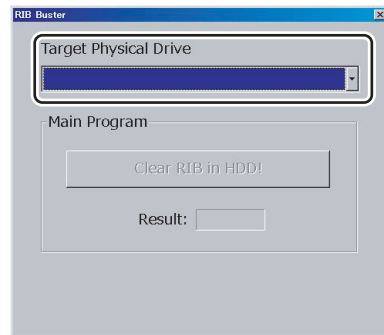 RIB Buster
Target Physical Drive
Main Program
Clear RIB in HDD!
Result: